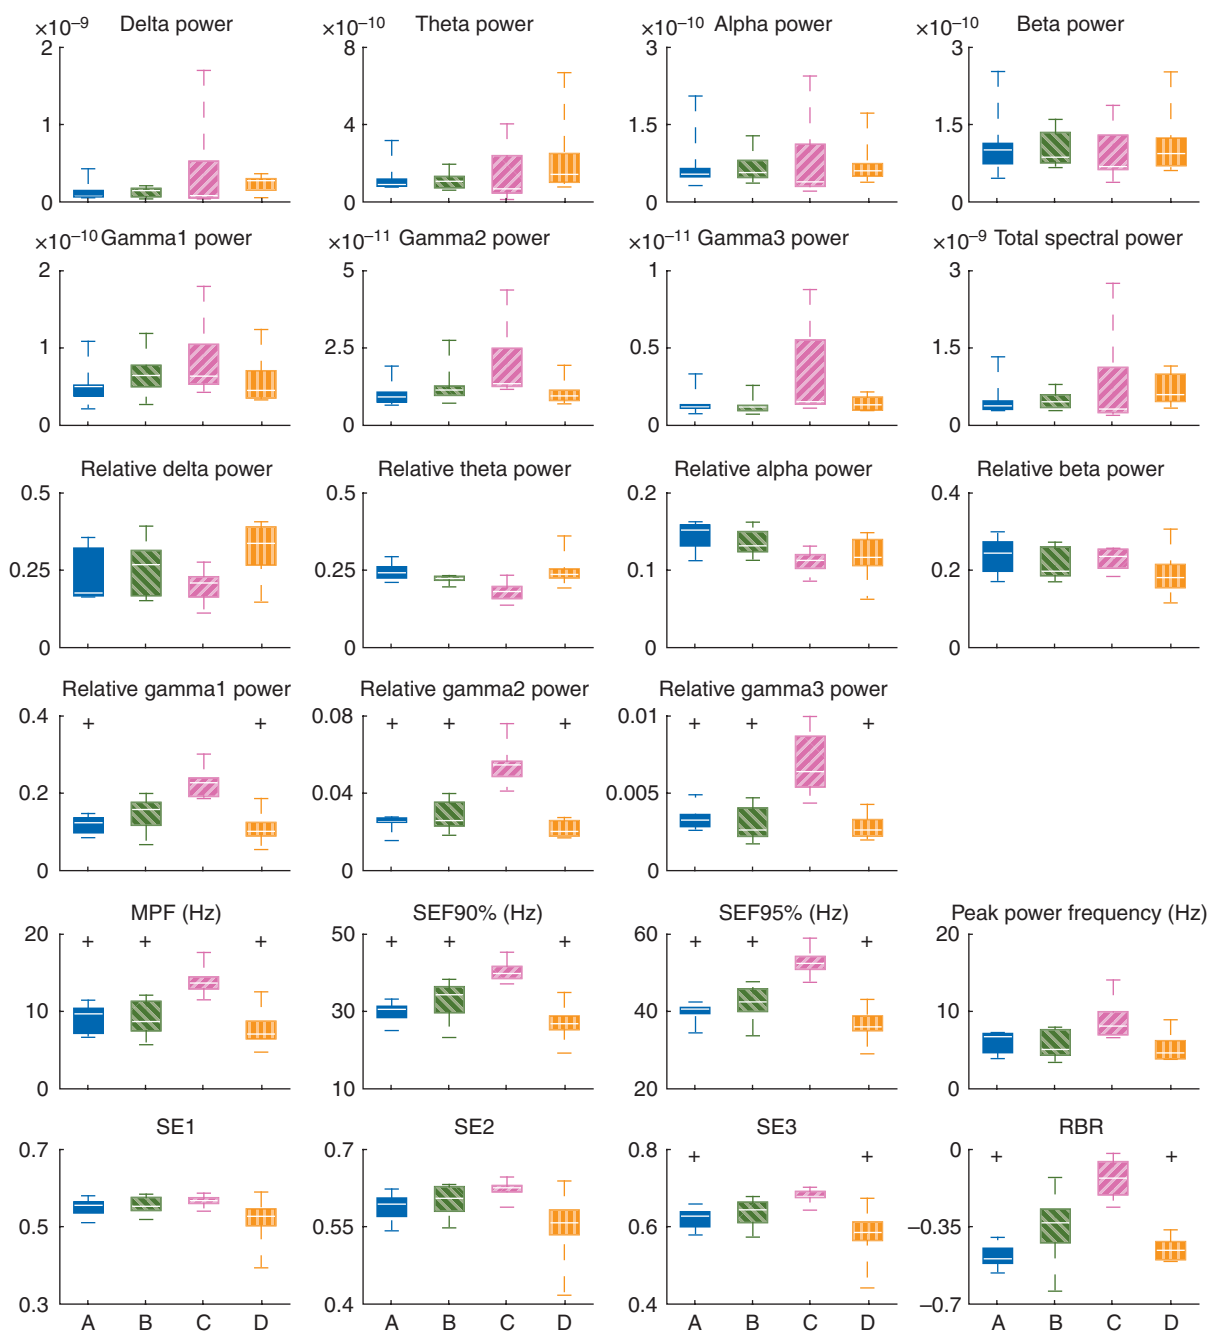 ×10−9 Delta power ×10−10 Theta power ×10−10 Alpha power ×10−10 Beta power
2 8 3 3
1 4 1.5 1.5
0 0 0 0
×10−10 Gamma1 power ×10−11 Gamma2 power ×10−11 Gamma3 power ×10−9 Total spectral power
2 5 1 3
1 2.5 0.5 1.5
0 0 0 0
Relative delta power Relative theta power Relative alpha power Relative beta power
0.5 0.5 0.2 0.4
0.25 0.25 0.1 0.2
0 0 0 0
Relative gamma1 power Relative gamma2 power Relative gamma3 power
0.4 0.08 0.01
+ + + + + + +
0.2 0.04 0.005
0 0 0
MPF (Hz) SEF90% (Hz) SEF95% (Hz) Peak power frequency (Hz)
20 50 60 20
+ + + + + + + + +
10 30 40 10
0 10 20 0
SE1 SE2 SE3 RBR
0.7 0.7 0.8 0
+ + + +
0.5 0.55 0.6 −0.35
0.3 0.4 0.4 −0.7
A B C D A B C D A B C D A B C D